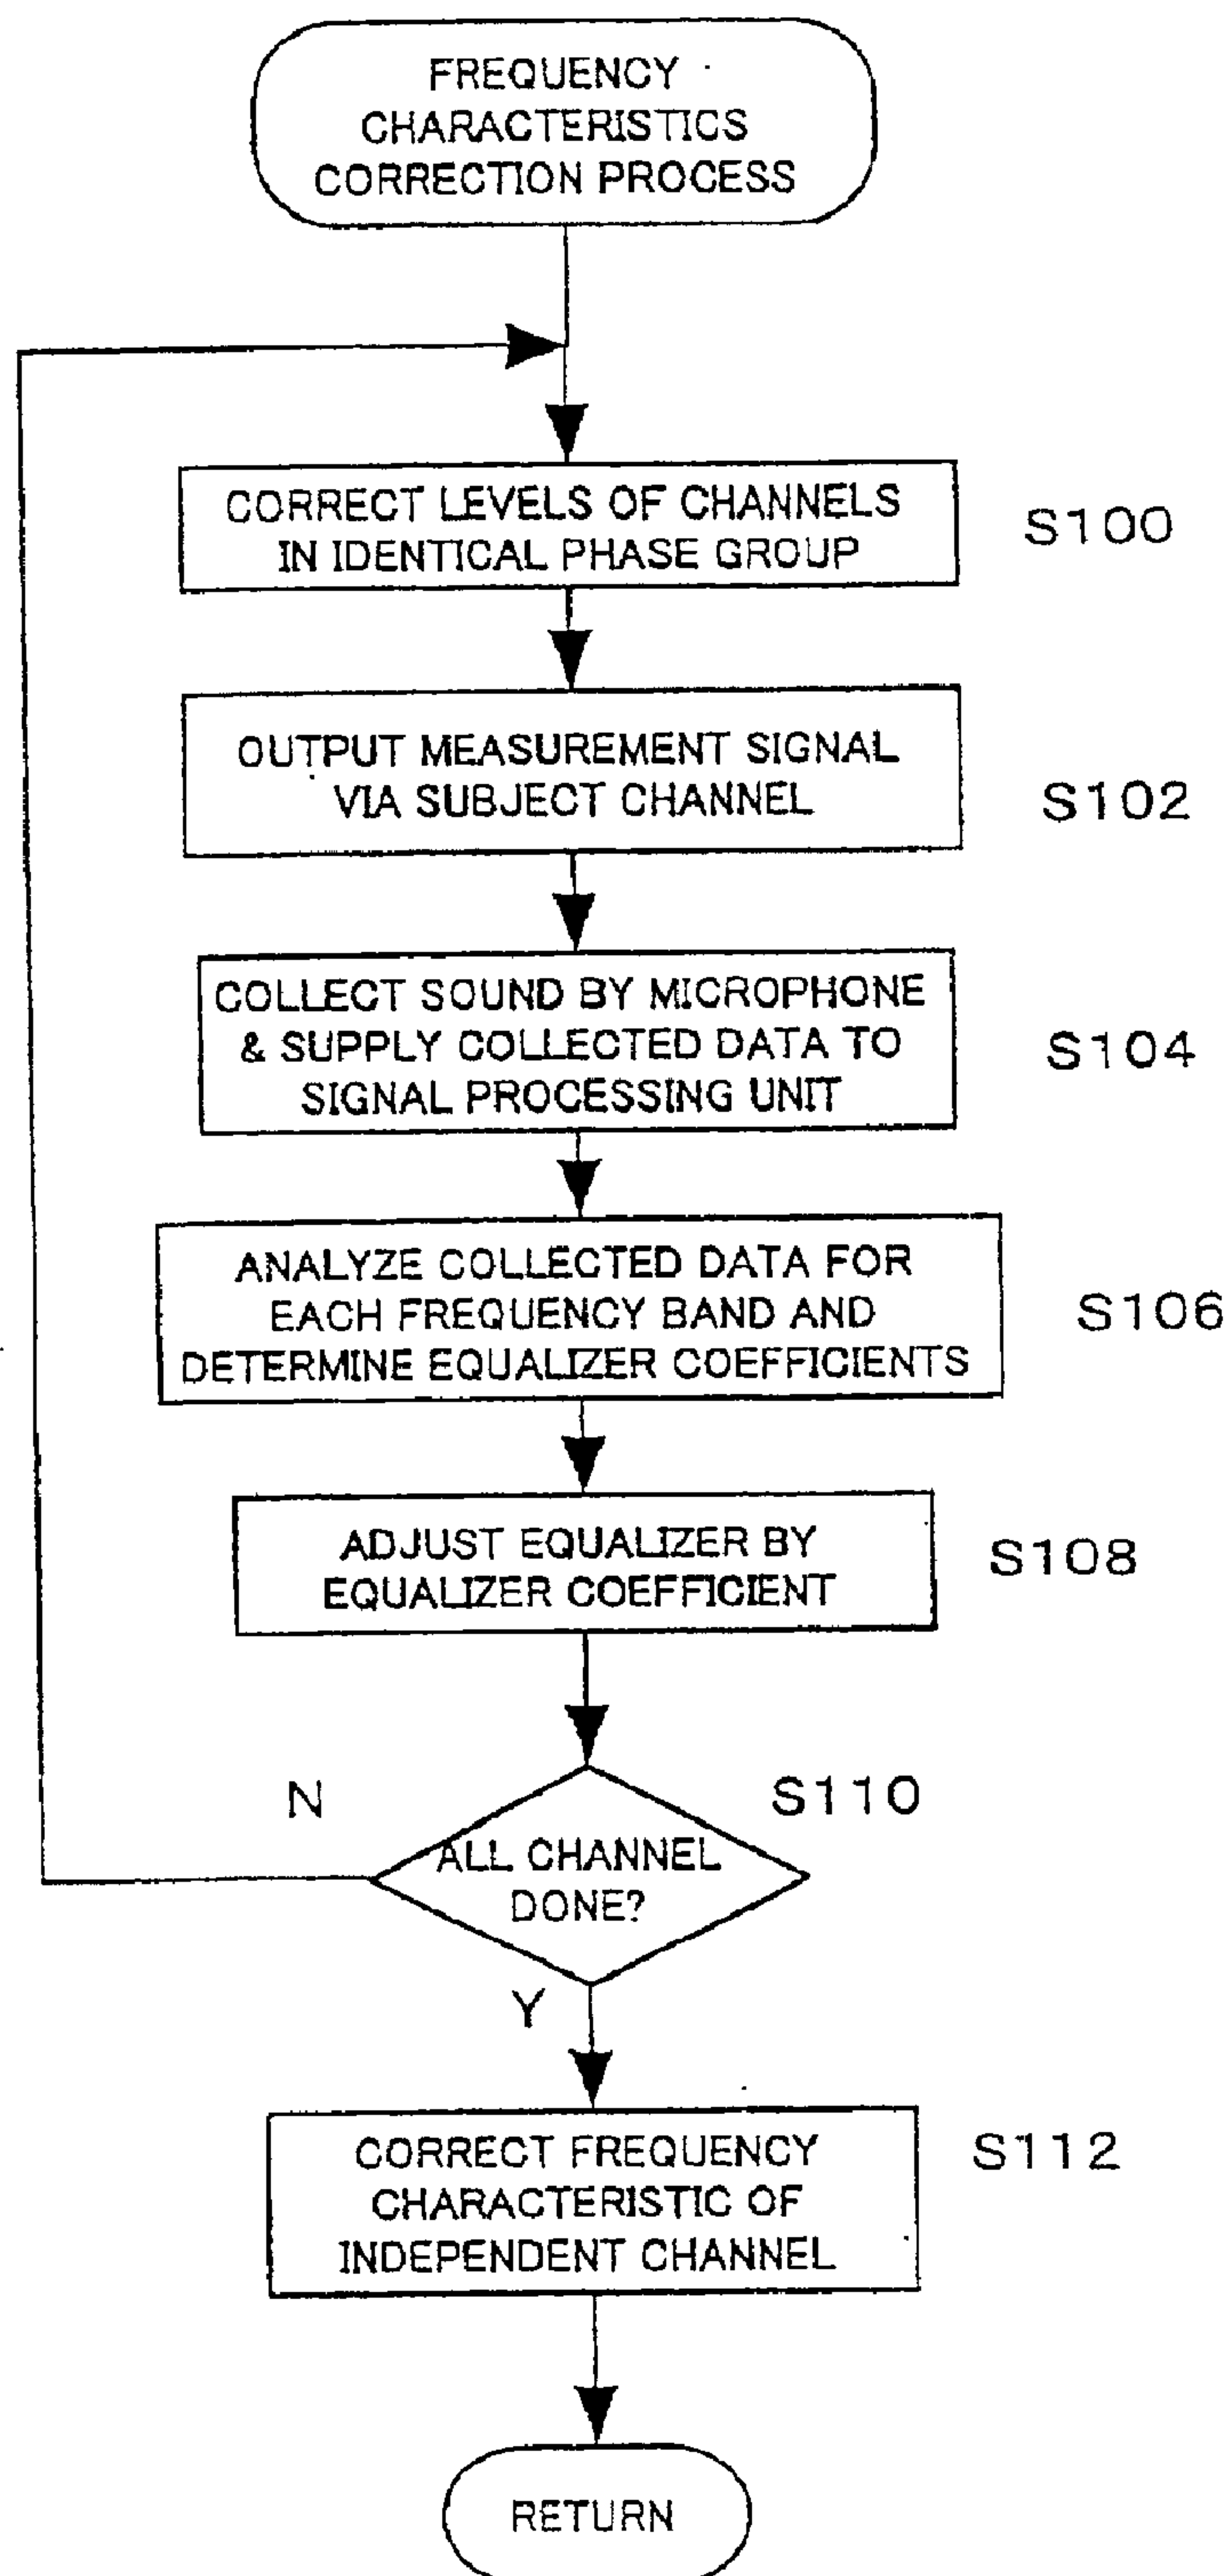 FREQUENCY
CHARACTERISTICS
CORRECTION PROCESS
CORRECT LEVELS OF CHANNELS
IN IDENTICAL PHASE GROUP
S100
OUTPUT MEASUREMENT SIGNAL
VIA SUBJECT CHANNEL
S102
COLLECT SOUND BY MICROPHONE
& SUPPLY COLLECTED DATA TO
SIGNAL PROCESSING UNIT
S104
ANALYZE COLLECTED DATA FOR
EACH FREQUENCY BAND AND
DETERMINE EQUALIZER COEFFICIENTS
S106
ADJUST EQUALIZER BY
EQUALIZER COEFFICIENT
S108
N
S110
ALL CHANNEL
DONE?
Y
CORRECT FREQUENCY
CHARACTERISTIC OF
INDEPENDENT CHANNEL
S112
RETURN